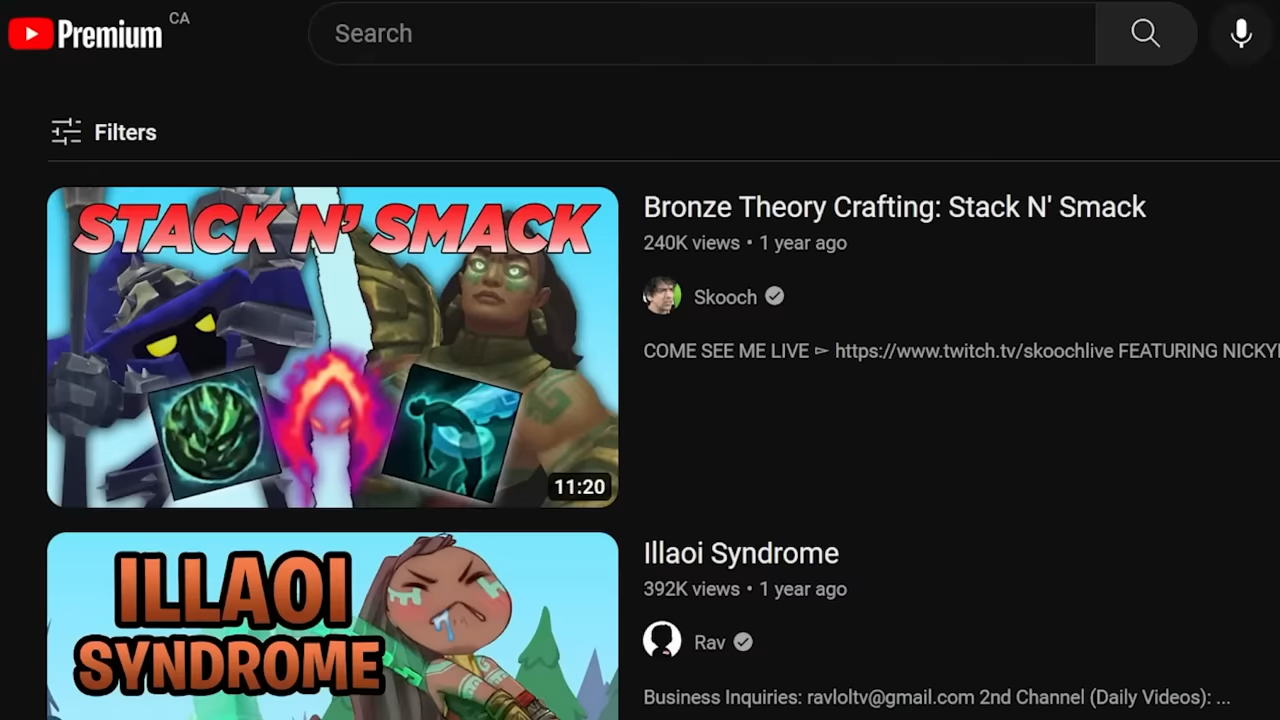 Premium CA
Search
Filters
STACK N' SMACK
11:20
Bronze Theory Crafting: Stack N' Smack
240K views • 1 year ago
Skooch
COME SEE ME LIVE ➢ https://www.twitch.tv/skoochlive FEATURING
ILLAOI
SYNDROME
Illaoi Syndrome
392K views • 1 year ago
Rav
Business Inquiries: ravloltv@gmail.com 2nd Channel (Daily Videos): ...